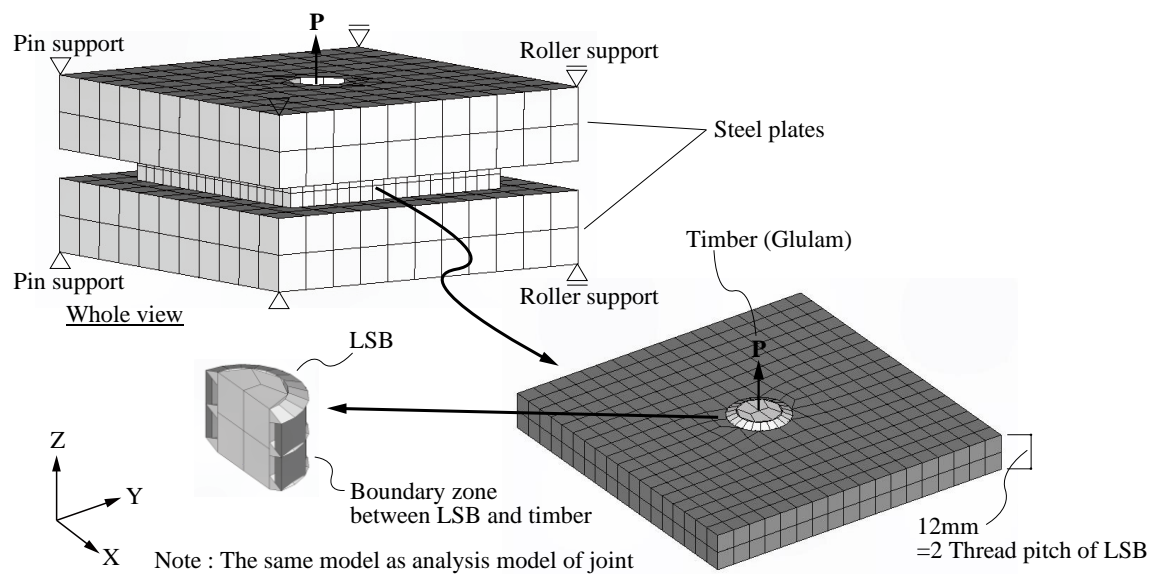 P
Pin support
Roller support
Steel plates
Pin support
Roller support
Whole view
Timber (Glulam)
P
LSB
Z
Y
X
Boundary zone
between LSB and timber
12mm
=2 Thread pitch of LSB
Note : The same model as analysis model of joint